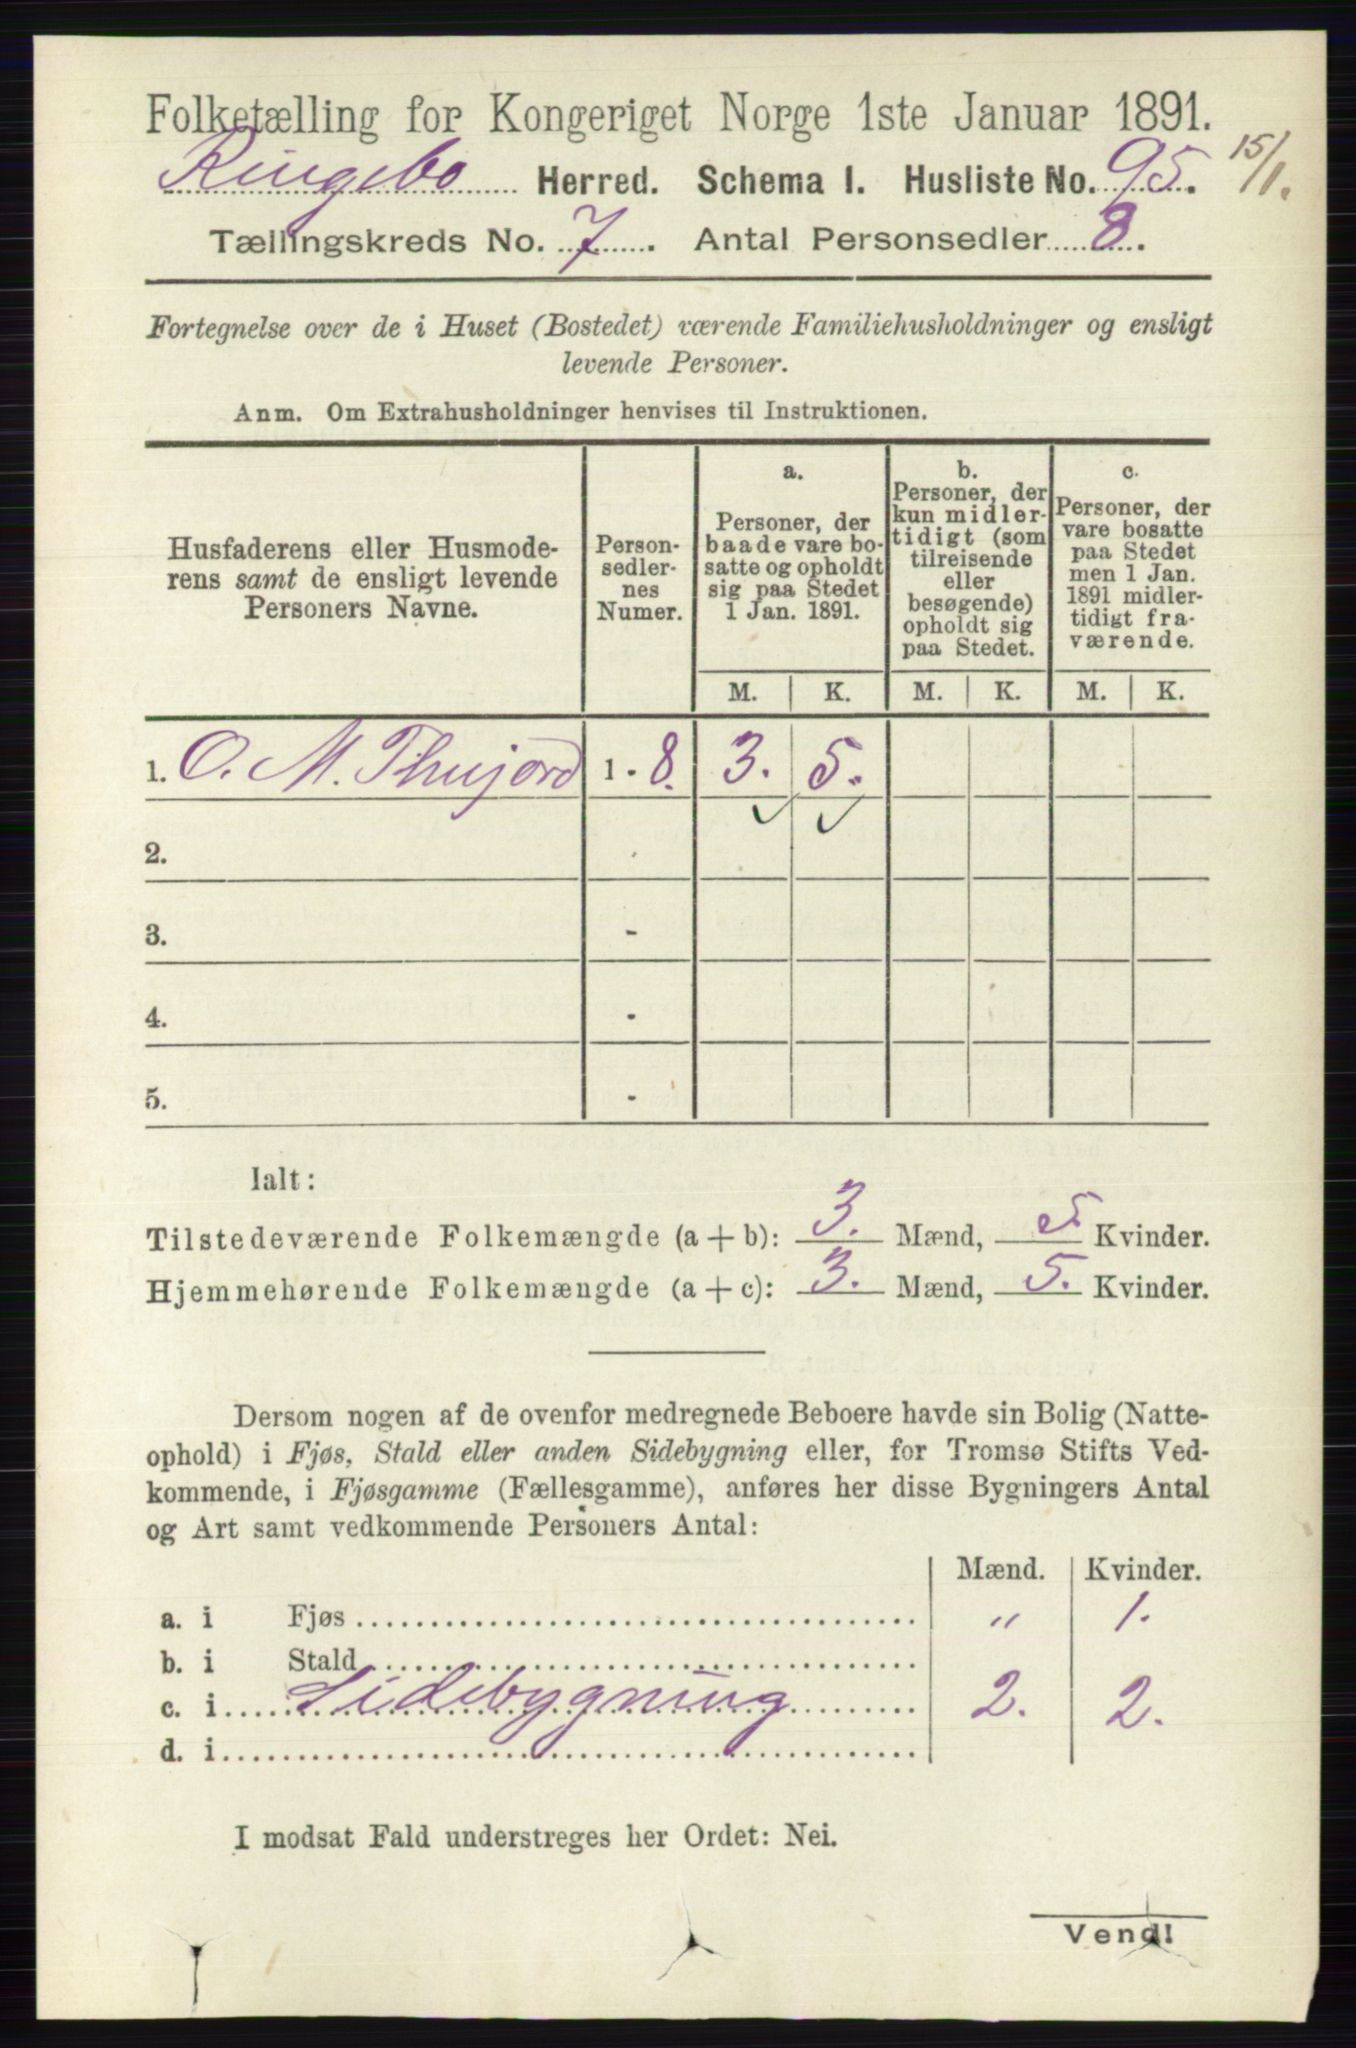 Folketælling for Kongeriget Norge 1ste Januar 1891.
Ringebo Herred. Schema I. Husliste No. 95. 15/1.
Tællingskreds No. 7. Antal Personsedler 8.
Fortegnelse over de i Huset (Bostedet) værende Familiehusholdninger og ensligt
levende Personer.
Anm. Om Extrahusholdninger henvises til Instruktionen.
Husfaderens eller Husmode-
rens samt de ensligt levende
Personers Navne.
Person-
sedler-
nes
Numer.
a.
Personer, der
baade vare bo-
satte og opholdt
sig paa Stedet
1 Jan. 1891.
b.
Personer, der
kun midler-
tidigt (som
tilreisende
eller
besøgende)
opholdt sig
paa Stedet.
c.
Personer, der
vare bosatte
paa Stedet
men 1 Jan.
1891 midler-
tidigt fra-
værende.
M. K. M. K. M. K.
1. O. M. Thujord 1 - 8. 3. 5.
2. -
3. -
4. -
5. -
Ialt:
Tilstedeværende Folkemængde (a + b): 3. Mænd, 5 Kvinder.
Hjemmehørende Folkemængde (a + c): 3. Mænd, 5. Kvinder.
Dersom nogen af de ovenfor medregnede Beboere havde sin Bolig (Natte-
ophold) i Fjøs, Stald eller anden Sidebygning eller, for Tromsø Stifts Ved-
kommende, i Fjøsgamme (Fællesgamme), anføres her disse Bygningers Antal
og Art samt vedkommende Personers Antal:
Mænd. Kvinder.
a. i Fjøs " 1.
b. i Stald
c. i Sidebygning 2. 2.
d. i
I modsat Fald understreges her Ordet: Nei.
Vend!